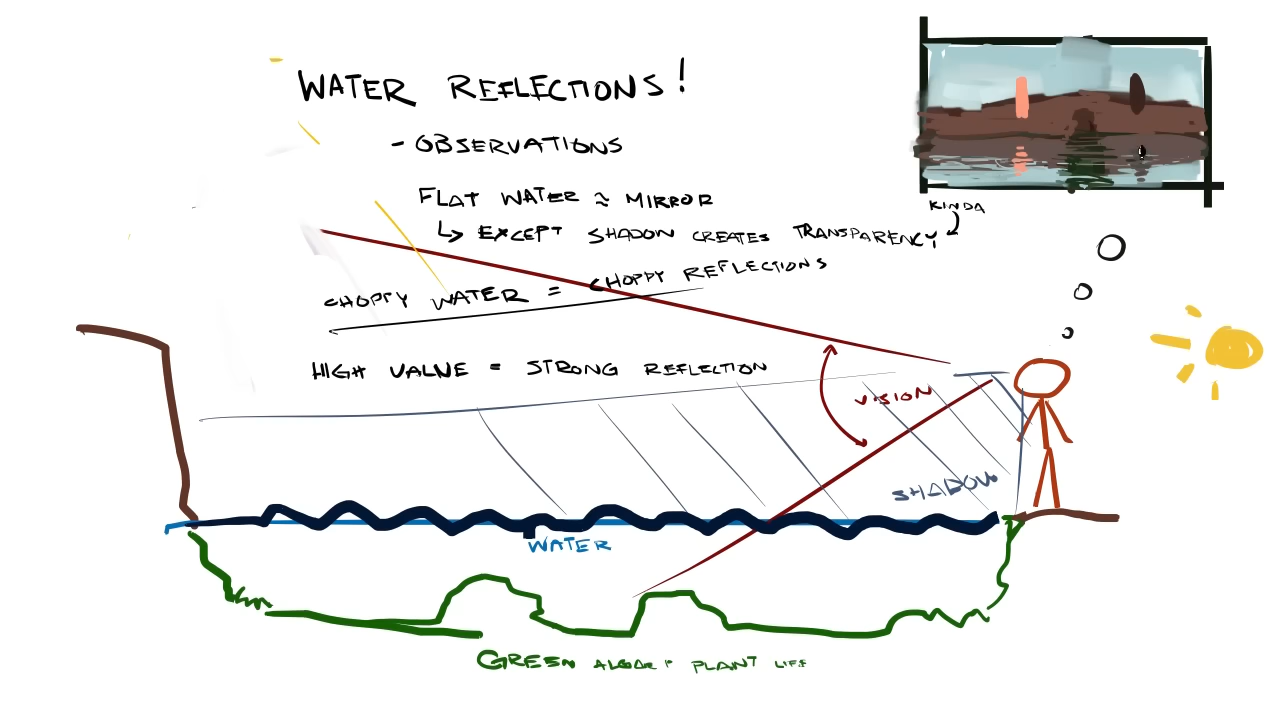 WATER REFLECTIONS!
- OBSERVATIONS
FLAT WATER ≈ MIRROR
↳ EXCEPT SHADOW CREATES TRANSPARENCY
KINDA
CHOPPY WATER = CHOPPY REFLECTIONS
HIGH VALUE = STRONG REFLECTION
VISION
SHADOW
WATER
GREEN PLANT LIFE